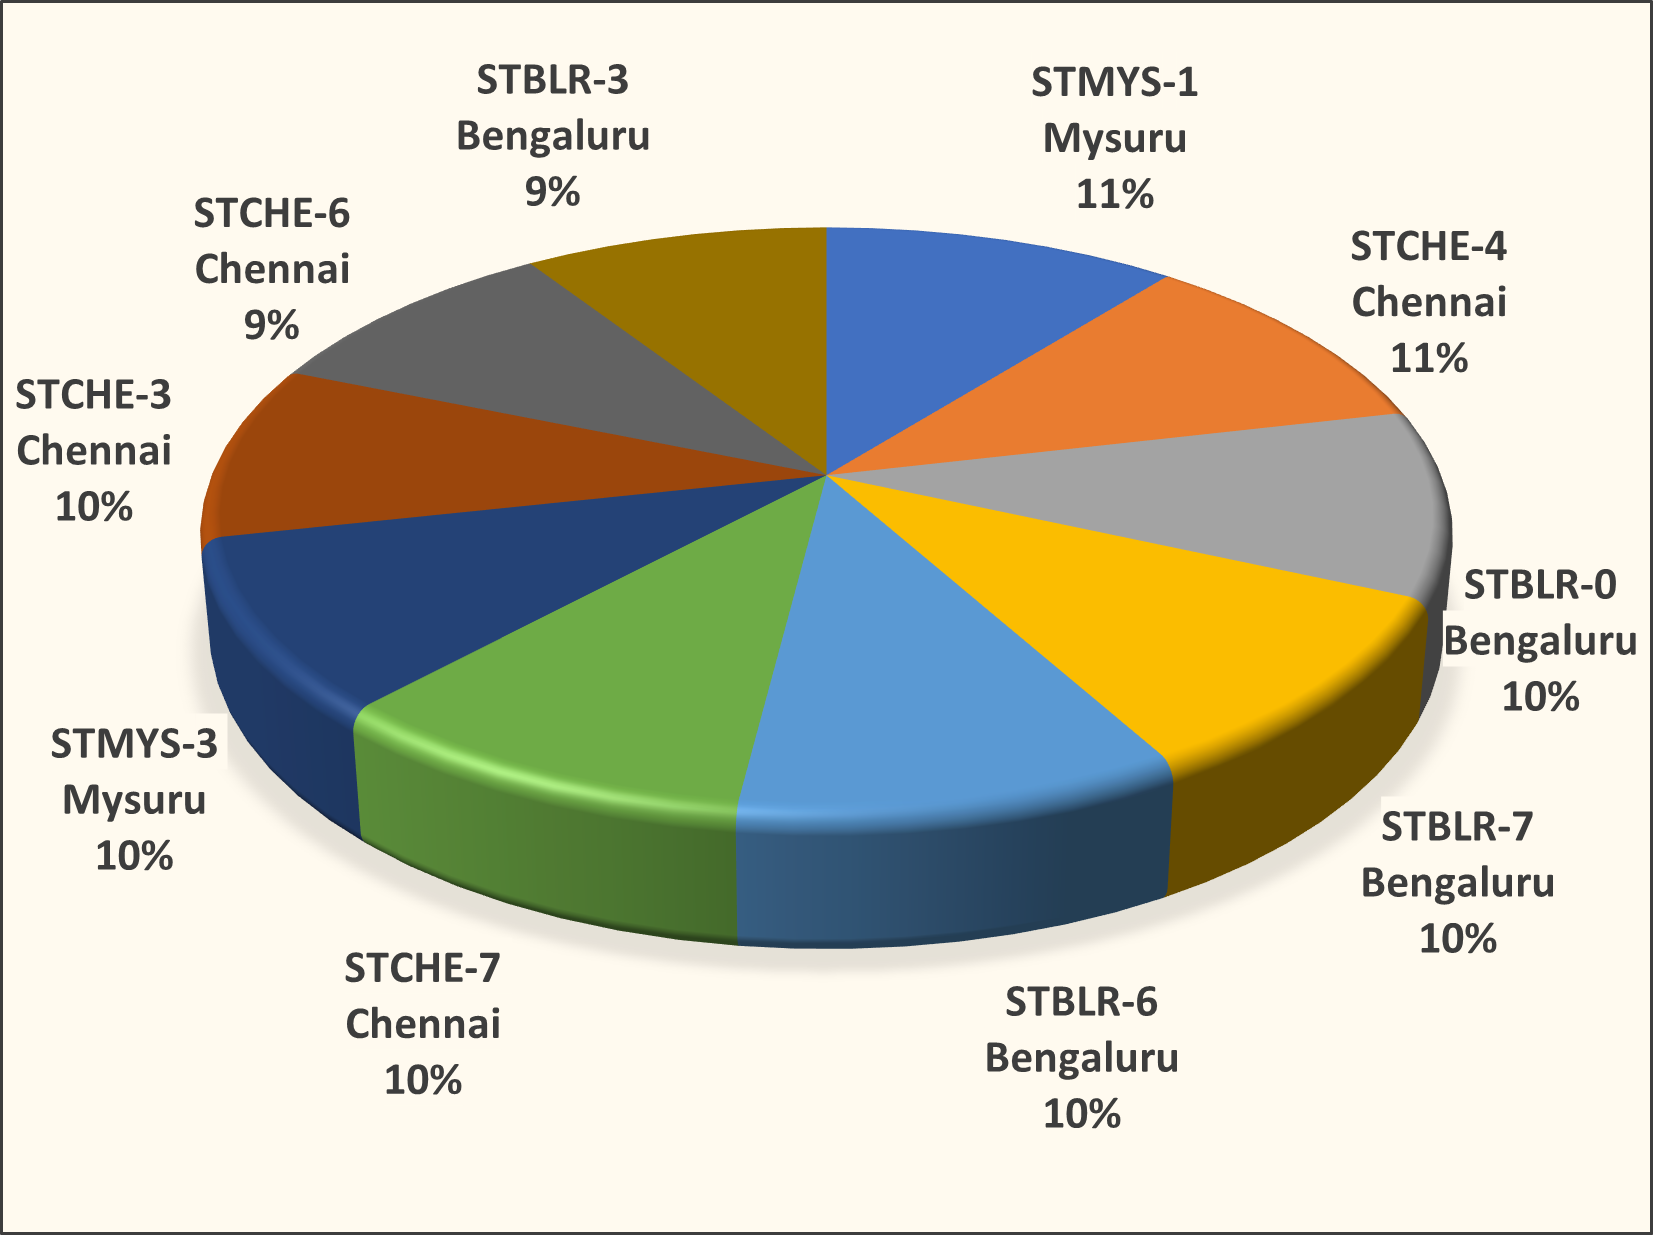 STMYS-1
Mysuru
11%
STCHE-4
Chennai
11%
STBLR-0
Bengaluru
10%
STBLR-7
Bengaluru
10%
STBLR-6
Bengaluru
10%
STCHE-7
Chennai
10%
STMYS-3
Mysuru
10%
STCHE-3
Chennai
10%
STCHE-6
Chennai
9%
STBLR-3
Bengaluru
9%